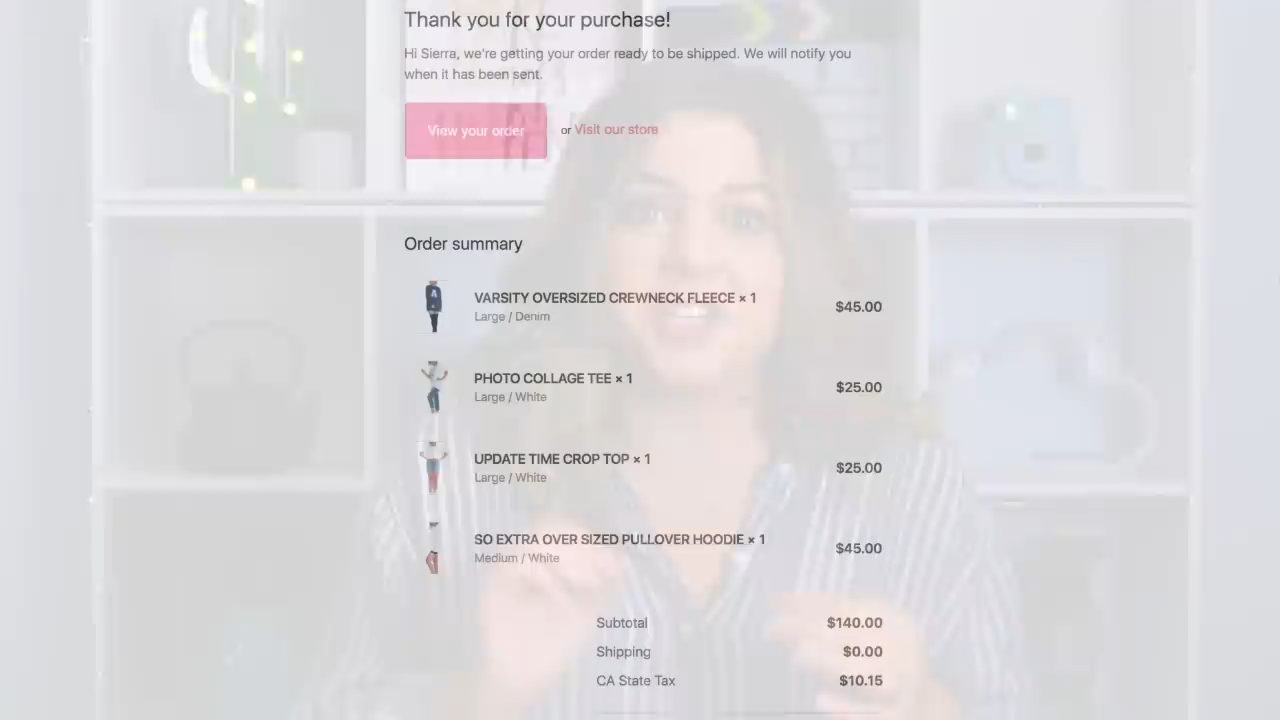 Thank you for your purchase!
Hi Sierra, we're getting your order ready to be shipped. We will notify you
when it has been sent.
View your order or Visit our store
Order summary
VARSITY OVERSIZED CREWNECK FLEECE × 1 $45.00
Large / Denim
PHOTO COLLAGE TEE × 1 $25.00
Large / White
UPDATE TIME CROP TOP × 1 $25.00
Large / White
SO EXTRA OVER SIZED PULLOVER HOODIE × 1 $45.00
Medium / White
Subtotal $140.00
Shipping $0.00
CA State Tax $10.15